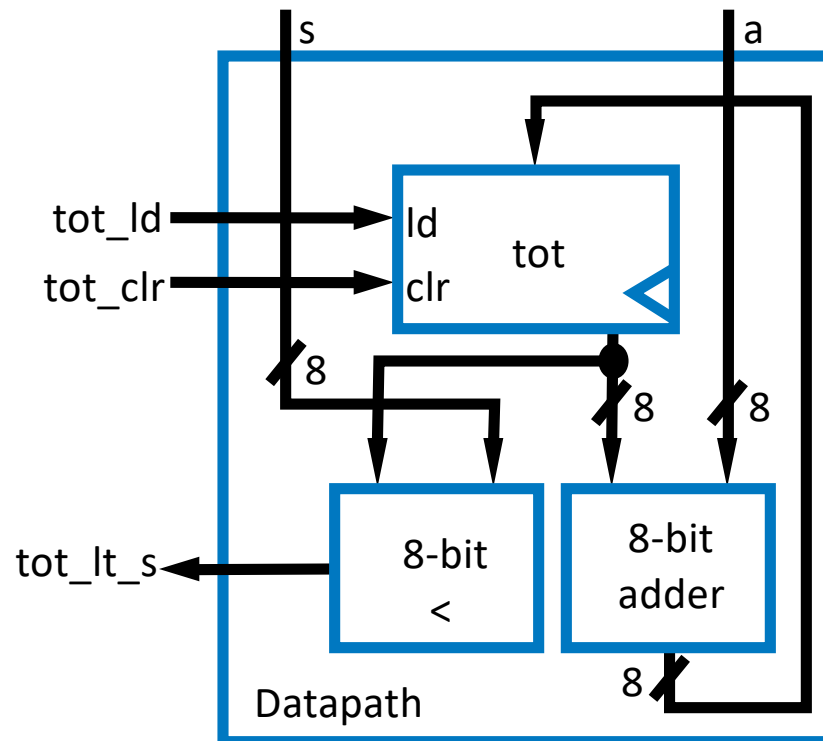 s
a
tot_ld
ld
tot
tot_clr
clr
8
8
8
tot_lt_s
8-bit
<
8-bit
adder
8
Datapath